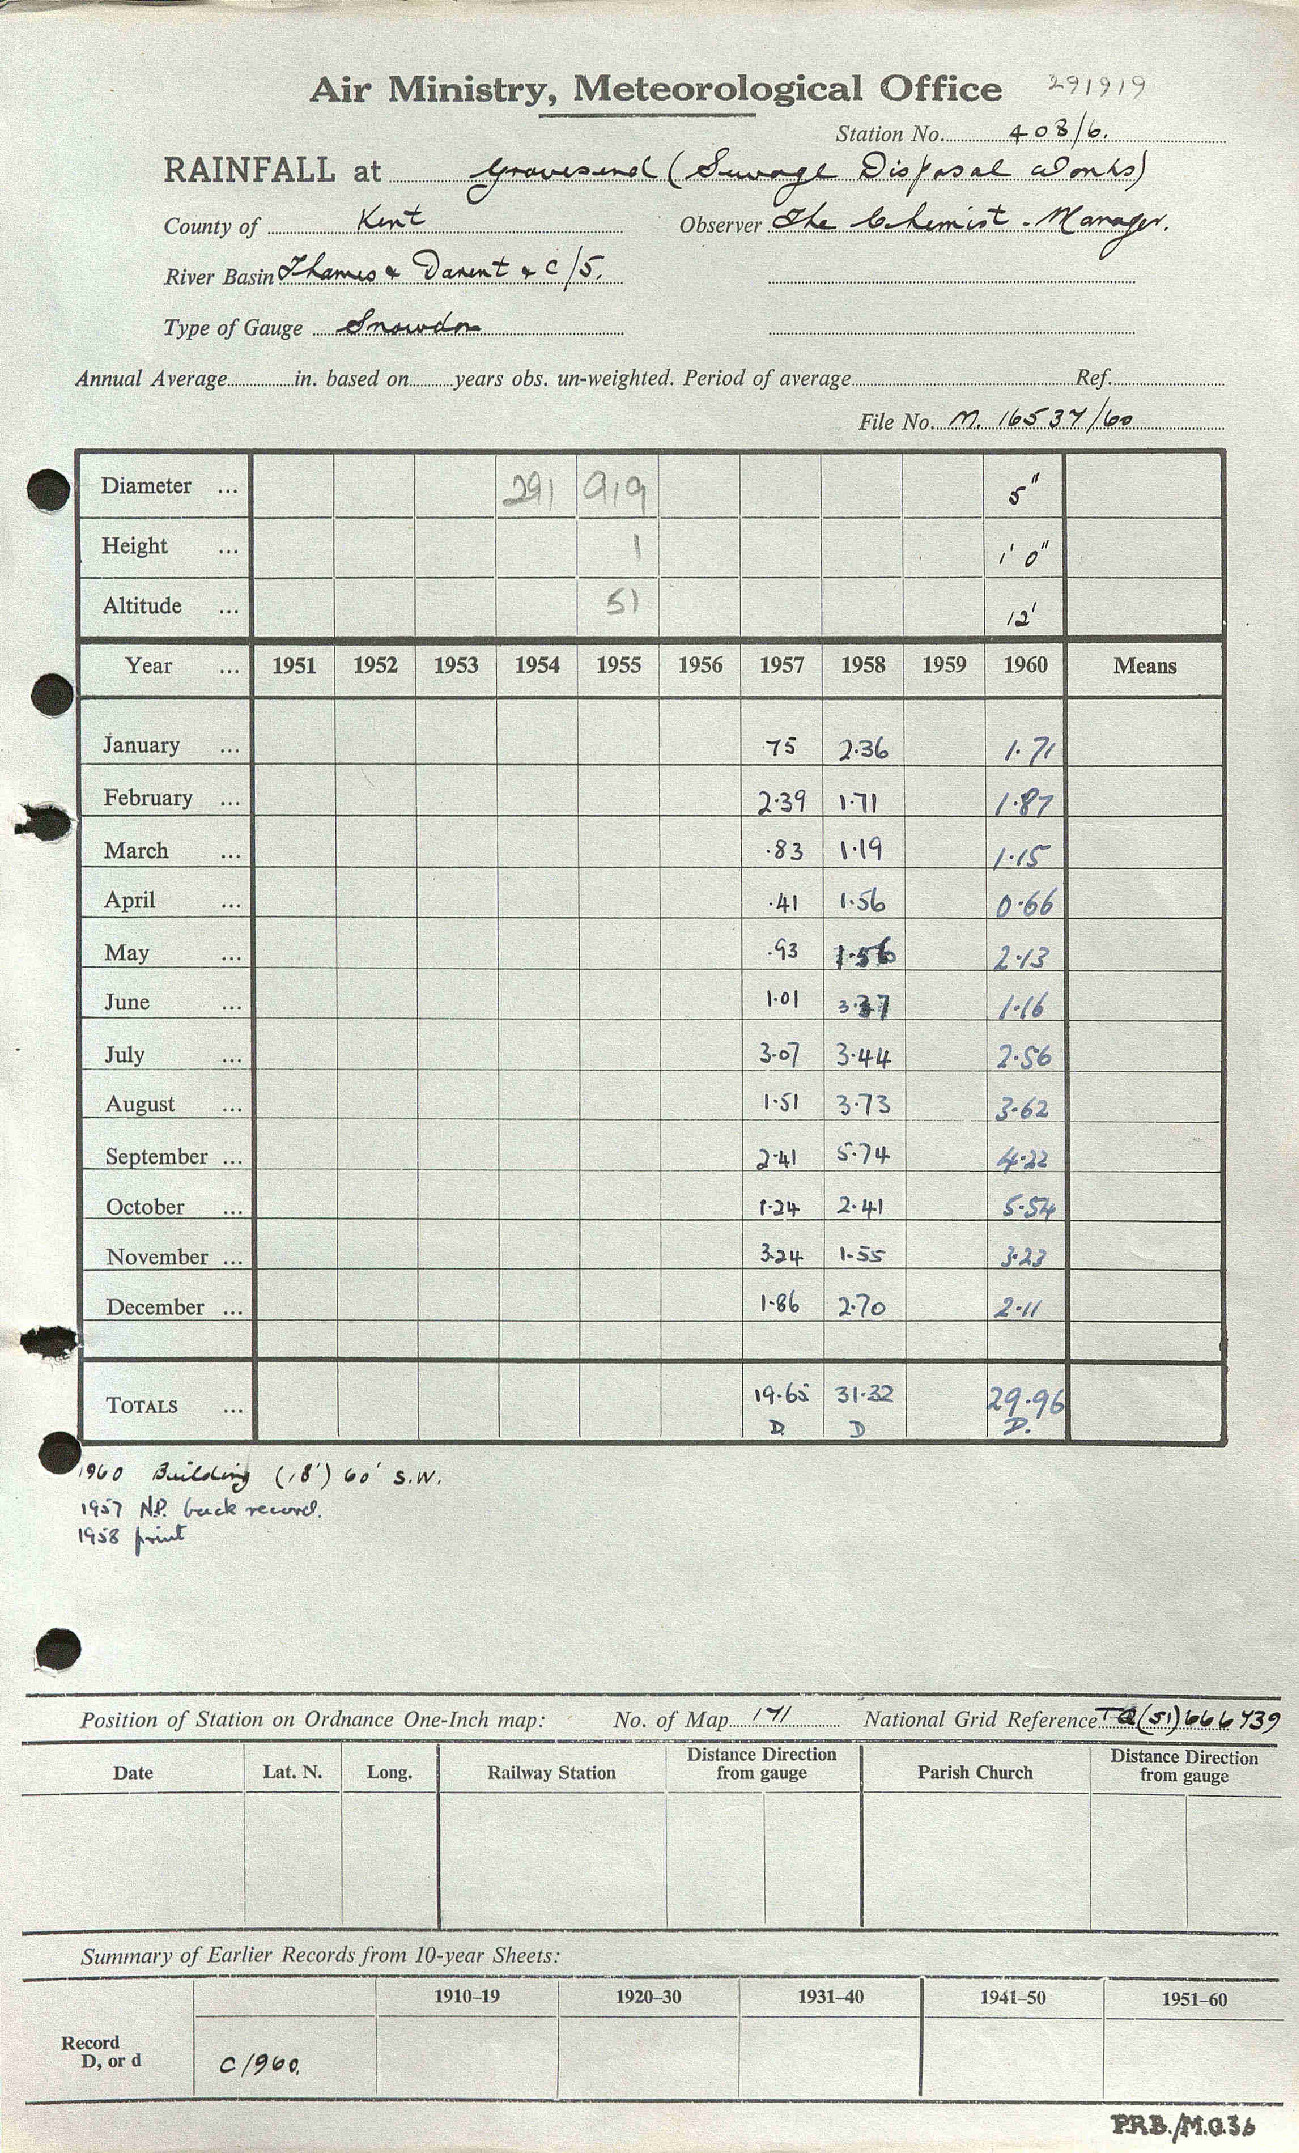 Air Ministry, Meteorological Office 291919
Station No. 408/6.
RAINFALL at Gravesend (Sewage Disposal Works)
County of Kent Observer The Chemist-Manager.
River Basin Thames & Darent & C/5.
Type of Gauge Snowdon
Annual Average in. based on years obs. un-weighted. Period of average Ref.
File No. M. 16537/60
Diameter ... 291 919 5"
Height ... 1 1' 0"
Altitude ... 51 12'
Year ... 1951 1952 1953 1954 1955 1956 1957 1958 1959 1960 Means
January ... 75 2.36 1.71
February ... 2.39 1.71 1.87
March ... .83 1.19 1.15
April ... .41 1.56 0.66
May ... .93 1.56 2.13
June ... 1.01 3.37 1.16
July ... 3.07 3.44 2.56
August ... 1.51 3.73 3.62
September ... 2.41 5.74 4.22
October ... 1.24 2.41 5.54
November ... 3.24 1.55 3.23
December ... 1.86 2.70 2.11
TOTALS ... 19.65 31.32 29.96
D D D.
1960 Building (18') 60' S.W.
1957 N.P. back record.
1958 print
Position of Station on Ordnance One-Inch map: No. of Map 171 National Grid Reference TQ(51)666739
Date Lat. N. Long. Railway Station Distance Direction from gauge Parish Church Distance Direction from gauge
Summary of Earlier Records from 10-year Sheets:
1910–19 1920–30 1931–40 1941–50 1951–60
Record
D, or d C1960.
P.R.B./M.O.36